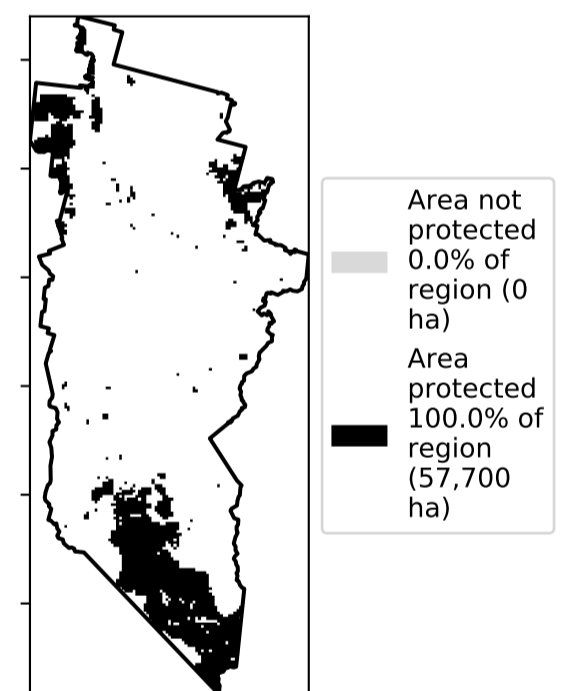 Area not
protected
0.0% of
region (0
ha)
Area
protected
100.0% of
region
(57,700
ha)